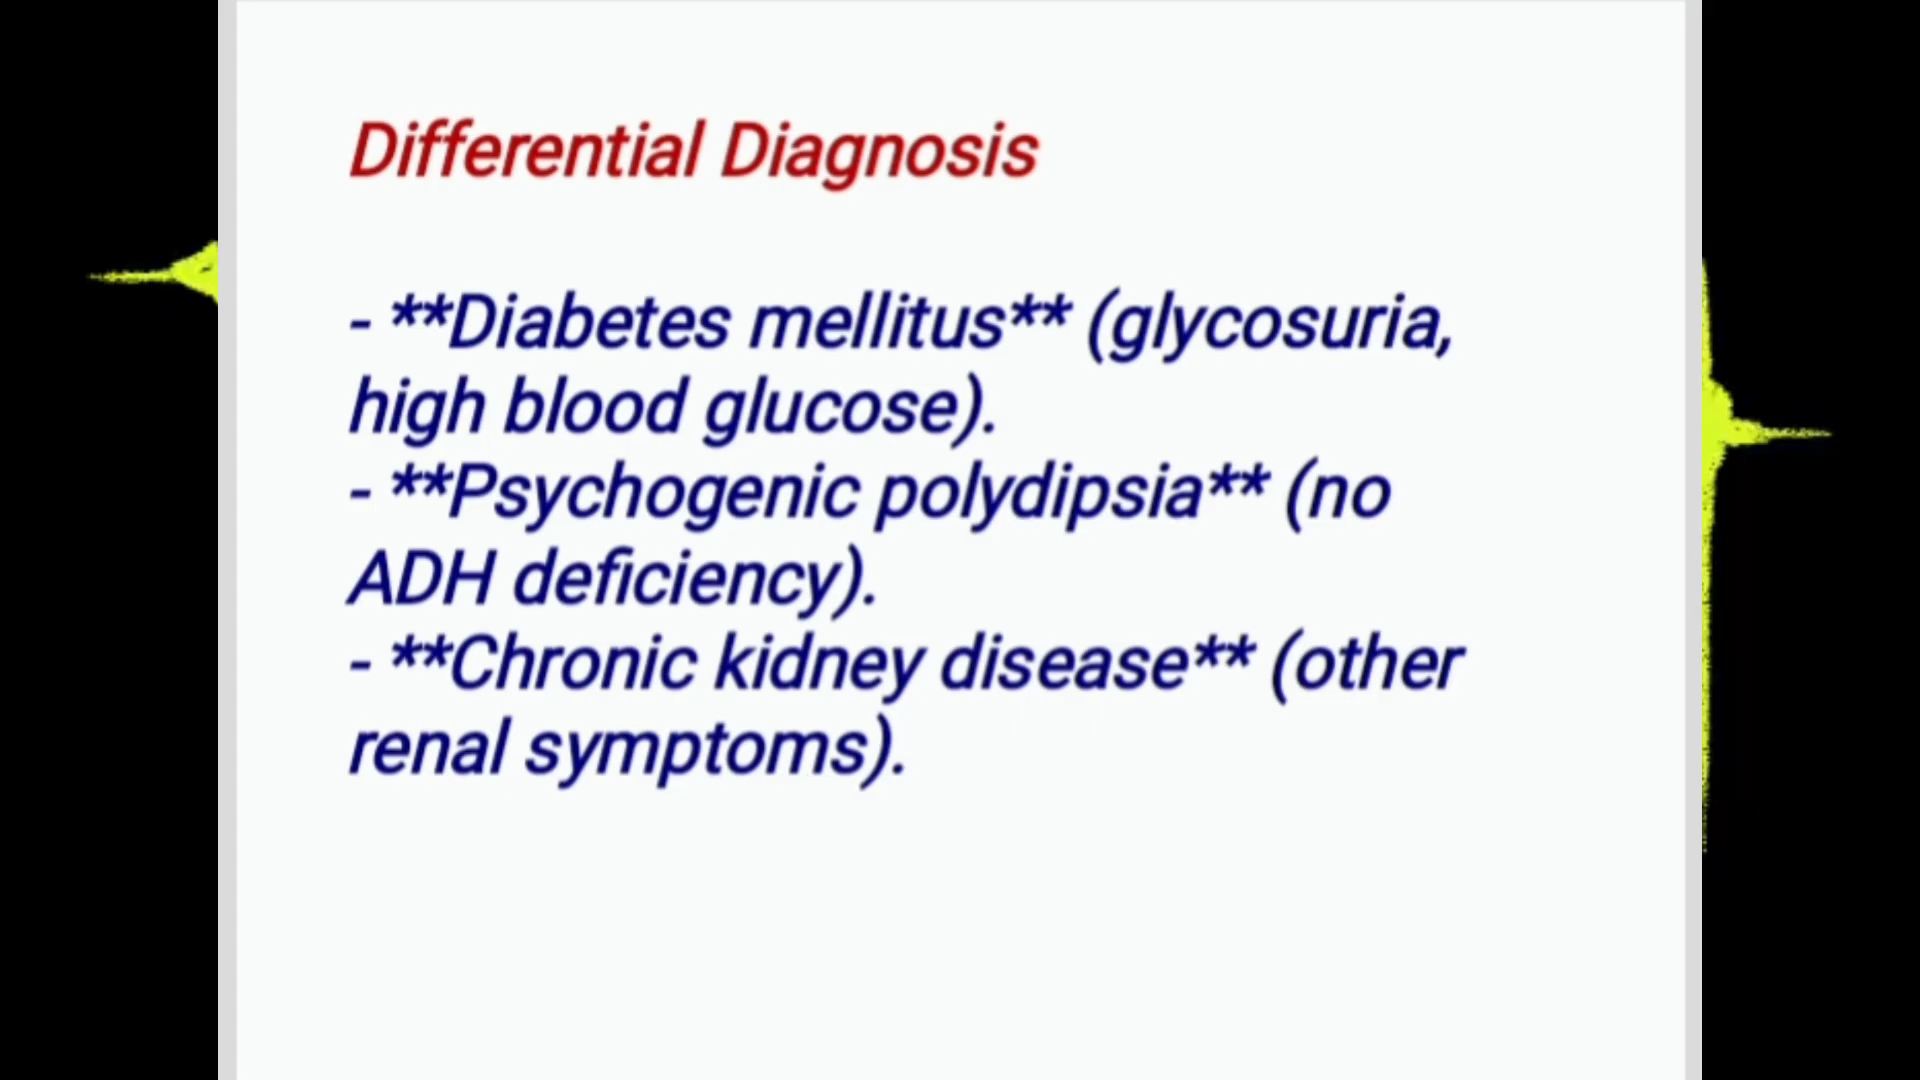 Differential Diagnosis
- **Diabetes mellitus** (glycosuria,
high blood glucose).
- **Psychogenic polydipsia** (no
ADH deficiency).
- **Chronic kidney disease** (other
renal symptoms).